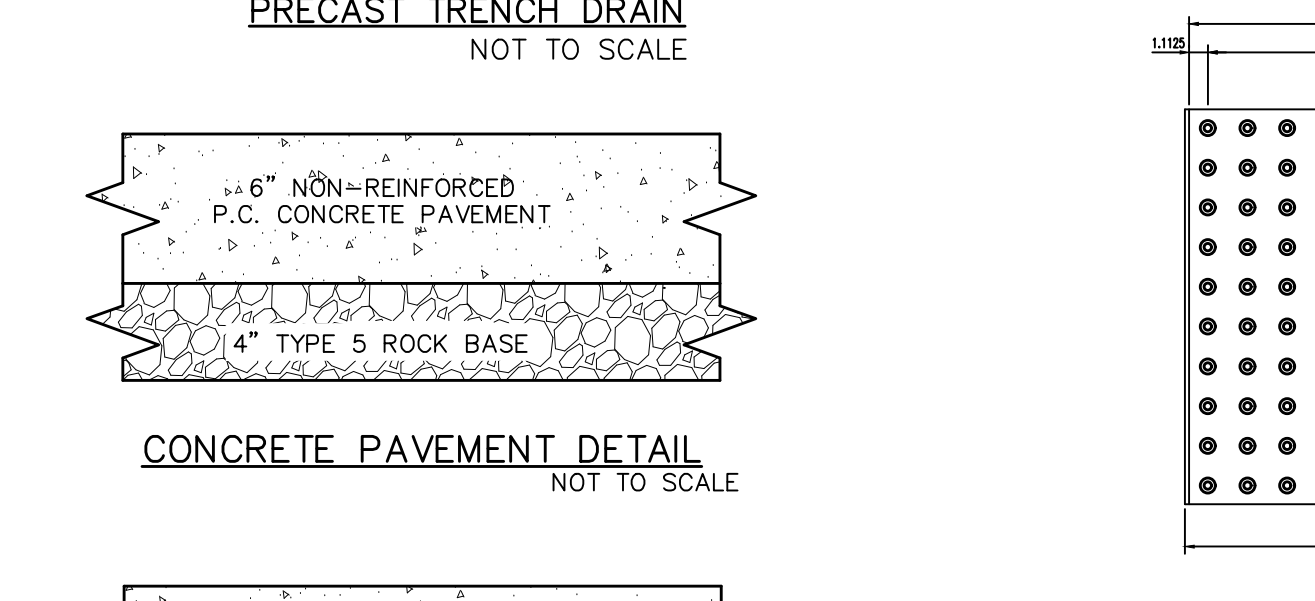 PRECAST TRENCH DRAIN
NOT TO SCALE
1.1125
6” NON-REINFORCED
P.C. CONCRETE PAVEMENT
4” TYPE 5 ROCK BASE
CONCRETE PAVEMENT DETAIL
NOT TO SCALE